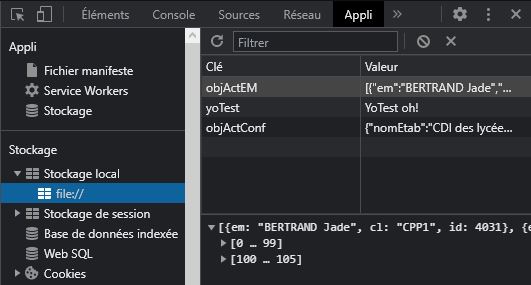 Éléments Console Sources Réseau Appli
Appli
Fichier manifeste
Service Workers
Stockage
Stockage
Stockage local
file://
Stockage de session
Base de données indexée
Web SQL
Cookies
Filtrer
Clé Valeur
objActEM [{"em":"BERTRAND Jade","...
yoTest YoTest oh!
objActConf {"nomEtab":"CDI des lycée...
[{em: "BERTRAND Jade", cl: "CPP1", id: 4031}, {e
[0 … 99]
[100 … 105]